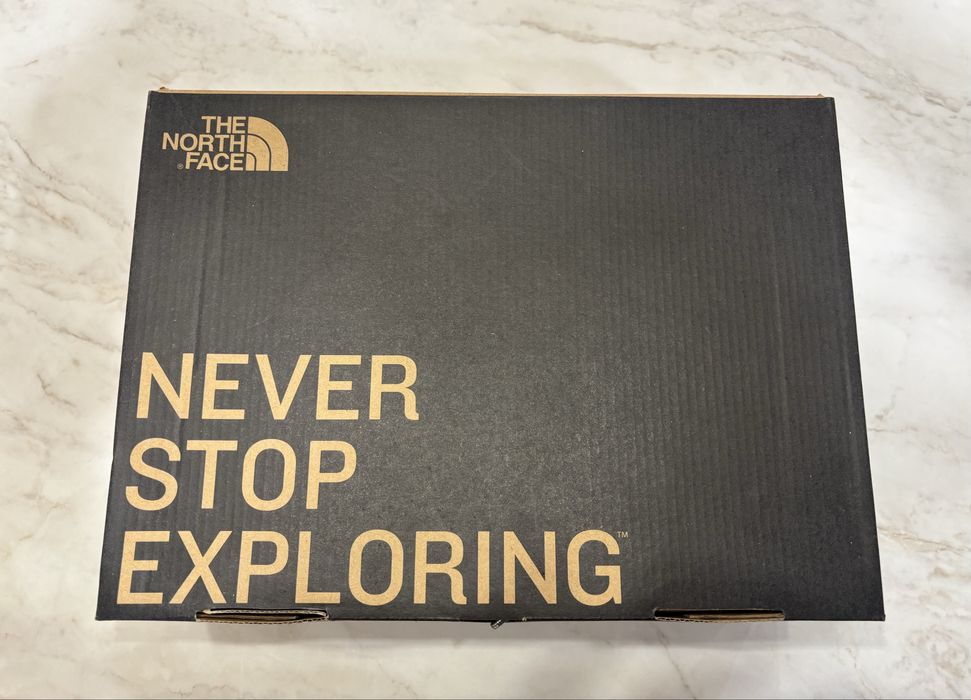 THE
NORTH
® FACE
NEVER
STOP
EXPLORING™